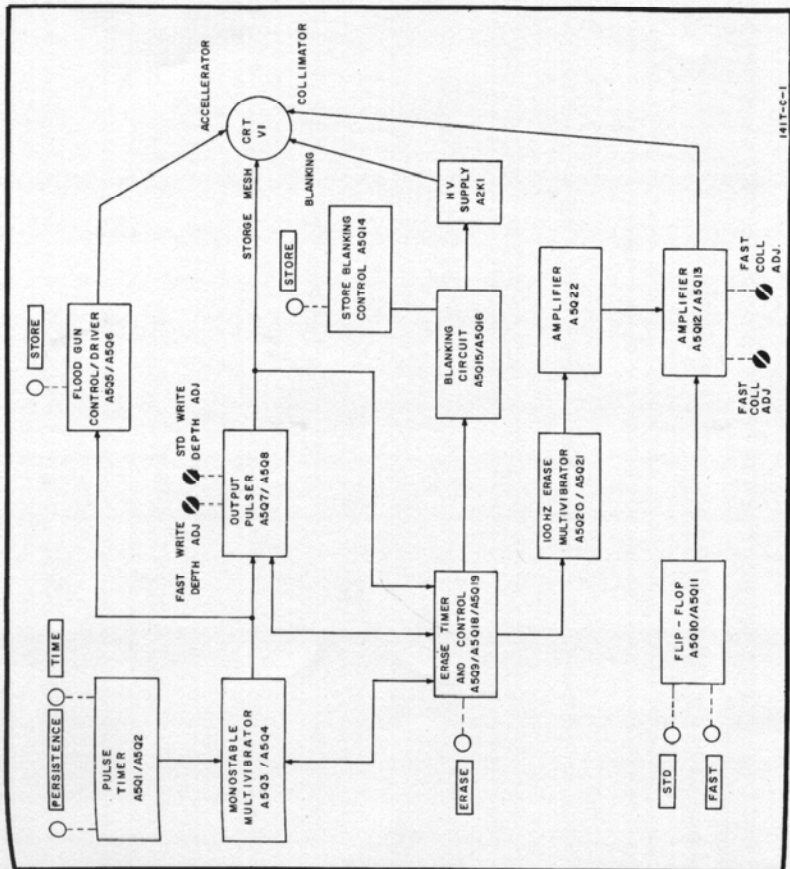 STORE
FLOOD GUN
CONTROL/DRIVER
A5Q5/A5Q6
ACCELLERATOR
CRT
V1
COLLIMATOR
PERSISTENCE
TIME
PULSE
TIMER
A5Q1/A5Q2
MONOSTABLE
MULTIVIBRATOR
A5Q3/A5Q4
FAST WRITE
DEPTH ADJ
STD WRITE
DEPTH ADJ
OUTPUT
PULSER
A5Q7/A5Q8
STORGE MESH
BLANKING
STORE
STORE BLANKING
CONTROL A5Q14
HV
SUPPLY
A2K1
ERASE
ERASE TIMER
AND CONTROL
A5Q9/A5Q18/A5Q19
BLANKING
CIRCUIT
A5Q15/A5Q16
100HZ ERASE
MULTIVIBRATOR
A5Q20/A5Q21
AMPLIFIER
A5Q22
STD
FAST
FLIP-FLOP
A5Q10/A5Q11
AMPLIFIER
A5Q12/A5Q13
FAST
COLL
ADJ
FAST
COLL
ADJ.
141T-C-1